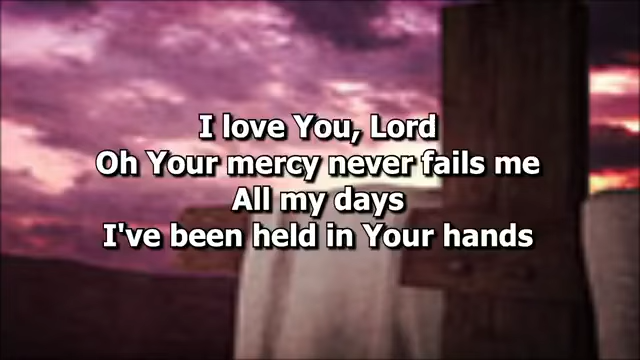 I love You, Lord
Oh Your mercy never fails me
All my days
I've been held in Your hands